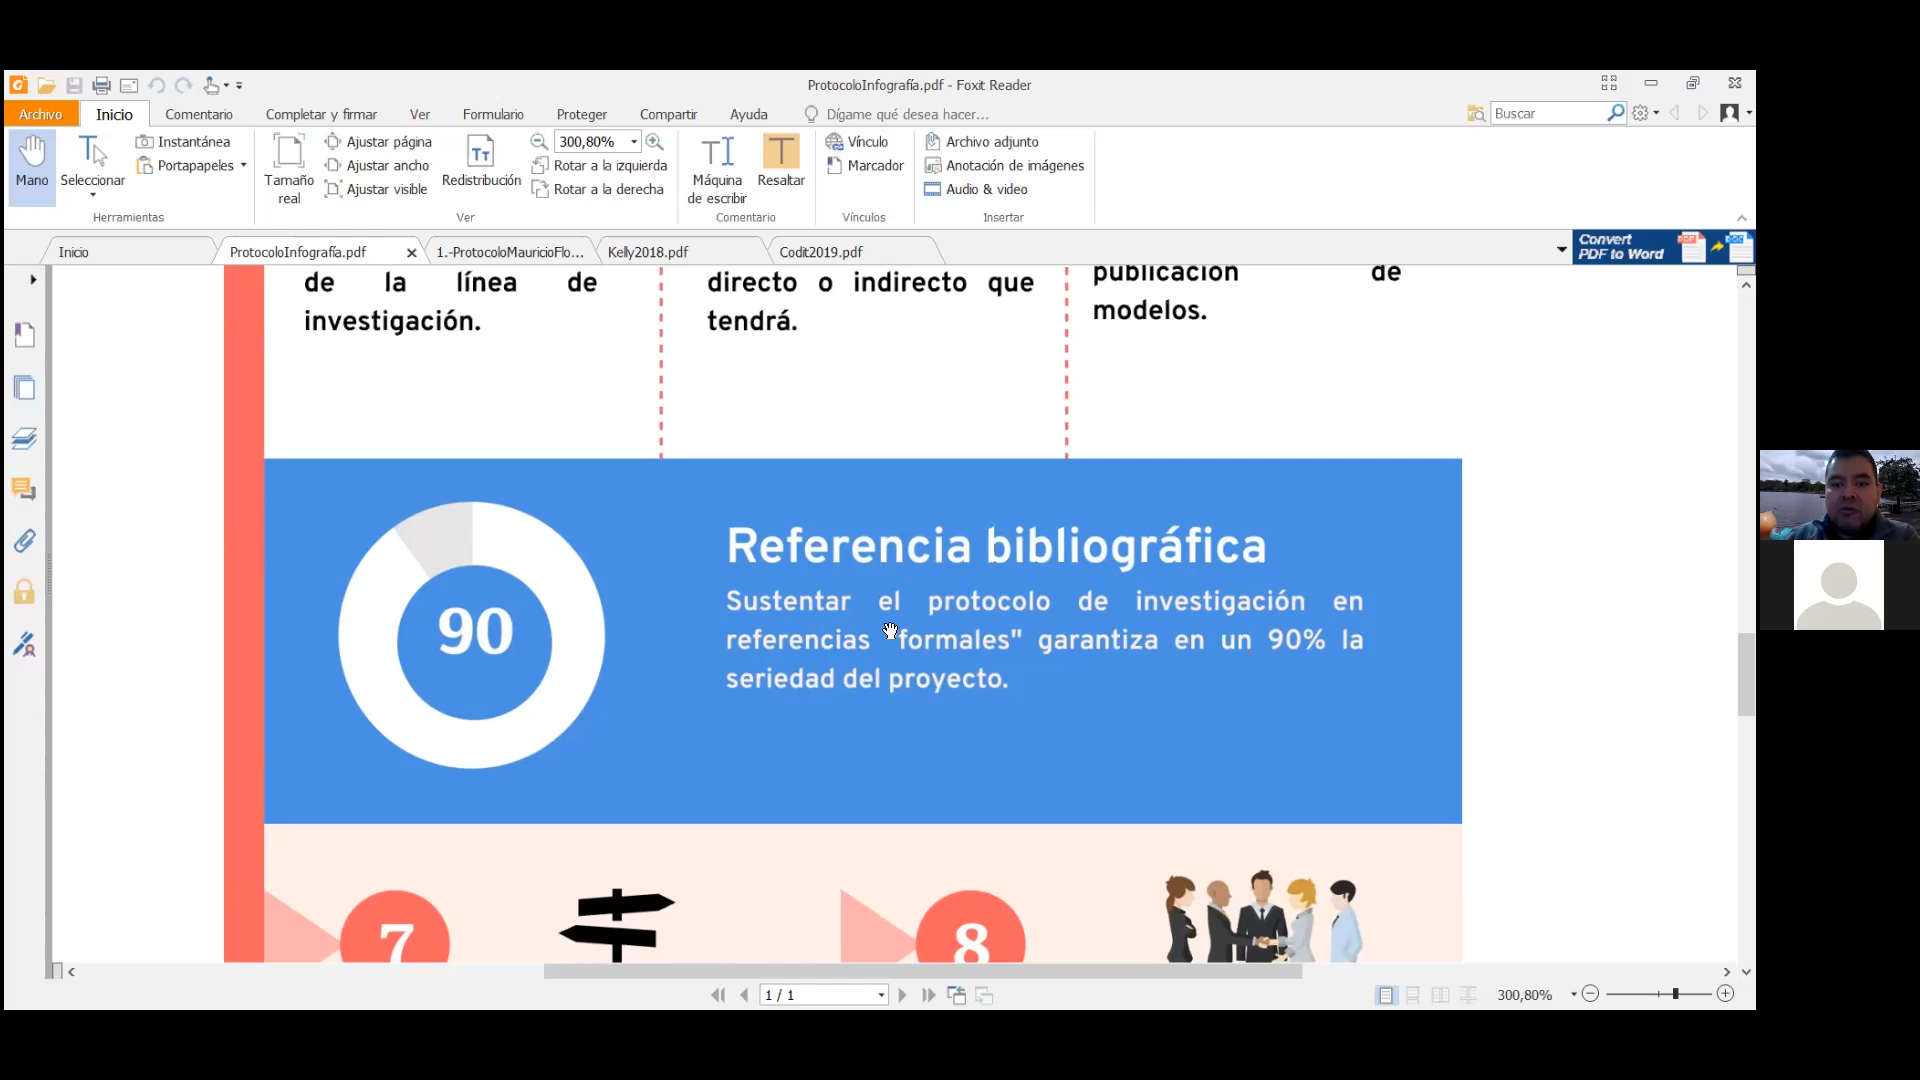 ProtocoloInfografía.pdf - Foxit Reader
Archivo Inicio Comentario Completar y firmar Ver Formulario Proteger Compartir Ayuda Dígame qué desea hacer... Buscar
Mano
Seleccionar
Instantánea
Portapapeles
Herramientas
Tamaño
real
Ajustar página
Ajustar ancho
Ajustar visible
Redistribución
300,80%
Rotar a la izquierda
Rotar a la derecha
Ver
Máquina
de escribir
Resaltar
Comentario
Vínculo
Marcador
Vínculos
Archivo adjunto
Anotación de imágenes
Audio & video
Insertar
Inicio ProtocoloInfografía.pdf 1.-ProtocoloMauricioFlo... Kelly2018.pdf Codit2019.pdf
Convert
PDF to Word
de la línea de
investigación.
directo o indirecto que
tendrá.
publicación de
modelos.
90
Referencia bibliográfica
Sustentar el protocolo de investigación en
referencias "formales" garantiza en un 90% la
seriedad del proyecto.
7
8
1 / 1
300,80%